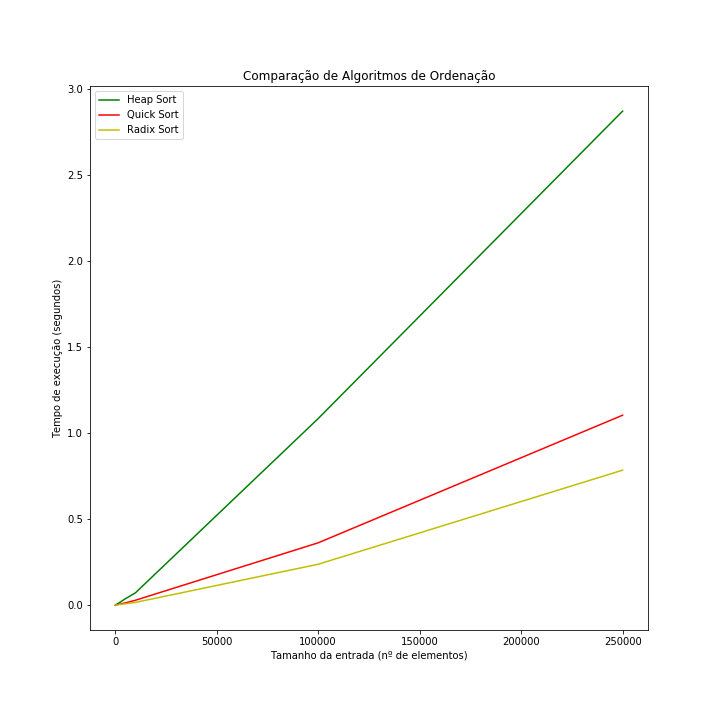 Comparação de Algoritmos de Ordenação
Heap Sort
Quick Sort
Radix Sort
3.0
2.5
2.0
1.5
1.0
0.5
0.0
Tempo de execução (segundos)
0 50000 100000 150000 200000 250000
Tamanho da entrada (nº de elementos)